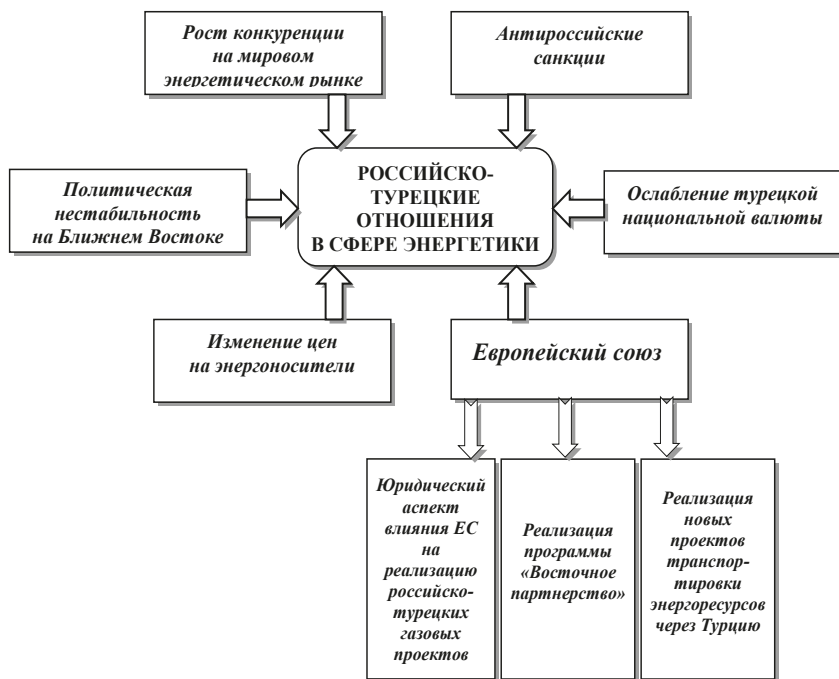 Рост конкуренции
на мировом
энергетическом рынке
Антироссийские
санкции
Политическая
нестабильность
на Ближнем Востоке
РОССИЙСКО-
ТУРЕЦКИЕ
ОТНОШЕНИЯ
В СФЕРЕ ЭНЕРГЕТИКИ
Ослабление турецкой
национальной валюты
Изменение цен
на энергоносители
Европейский союз
Юридический
аспект
влияния ЕС
на
реализацию
российско-
турецких
газовых
проектов
Реализация
программы
«Восточное
партнерство»
Реализация
новых
проектов
транспор-
тировки
энергоресурсов
через Турцию